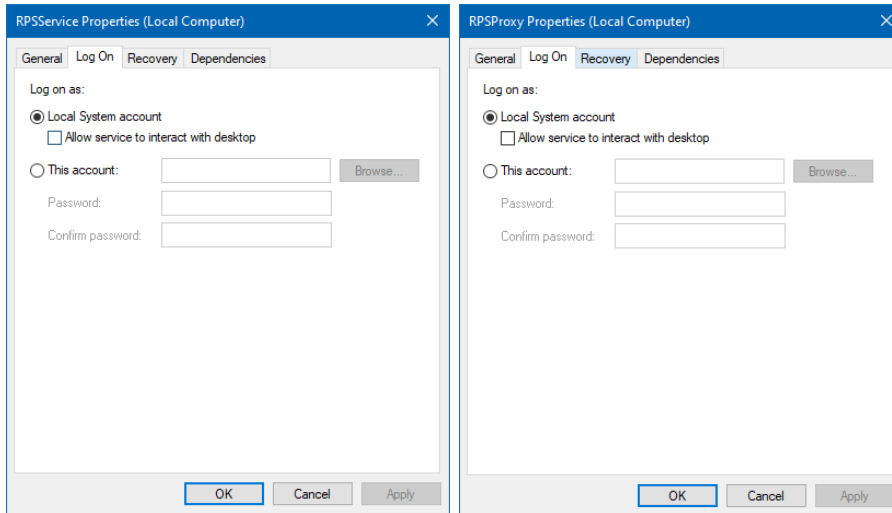 RPSService Properties (Local Computer)
General Log On Recovery Dependencies
Log on as:
Local System account
Allow service to interact with desktop
This account:
Browse...
Password:
Confirm password:
OK Cancel Apply
RPSProxy Properties (Local Computer)
General Log On Recovery Dependencies
Log on as:
Local System account
Allow service to interact with desktop
This account:
Browse...
Password:
Confirm password:
OK Cancel Apply